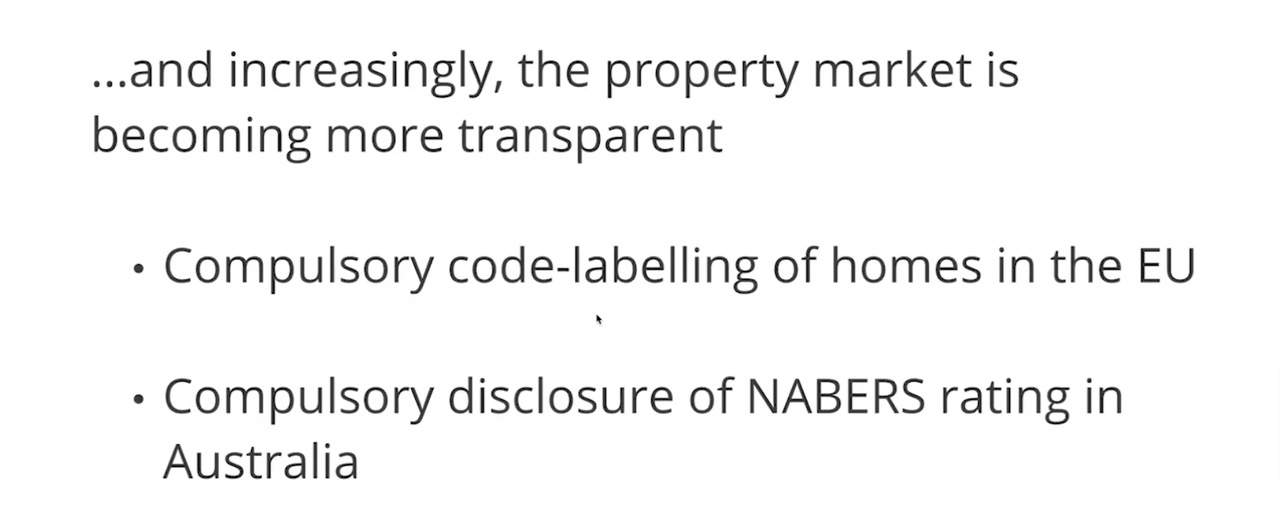 ...and increasingly, the property market is
becoming more transparent
• Compulsory code-labelling of homes in the EU
• Compulsory disclosure of NABERS rating in
Australia